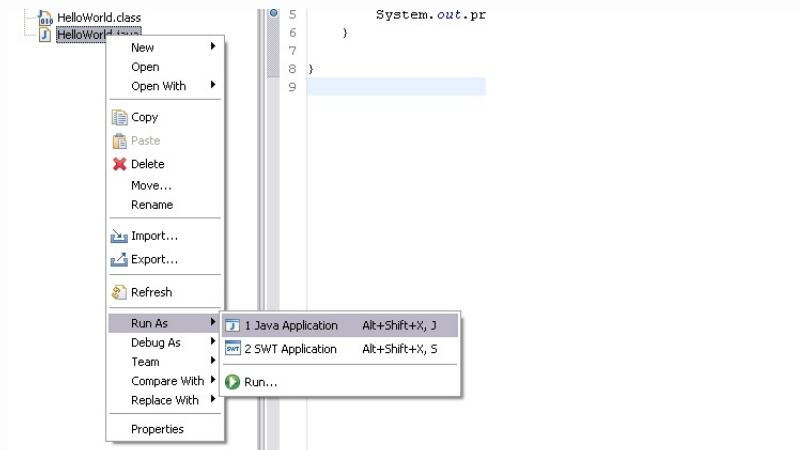 HelloWorld.class
HelloWorld.java
New
Open
Open With
Copy
Paste
Delete
Move...
Rename
Import...
Export...
Refresh
Run As
Debug As
Team
Compare With
Replace With
Properties
1 Java Application Alt+Shift+X, J
2 SWT Application Alt+Shift+X, S
Run...
5 System.out.pr
6 }
7
8 }
9